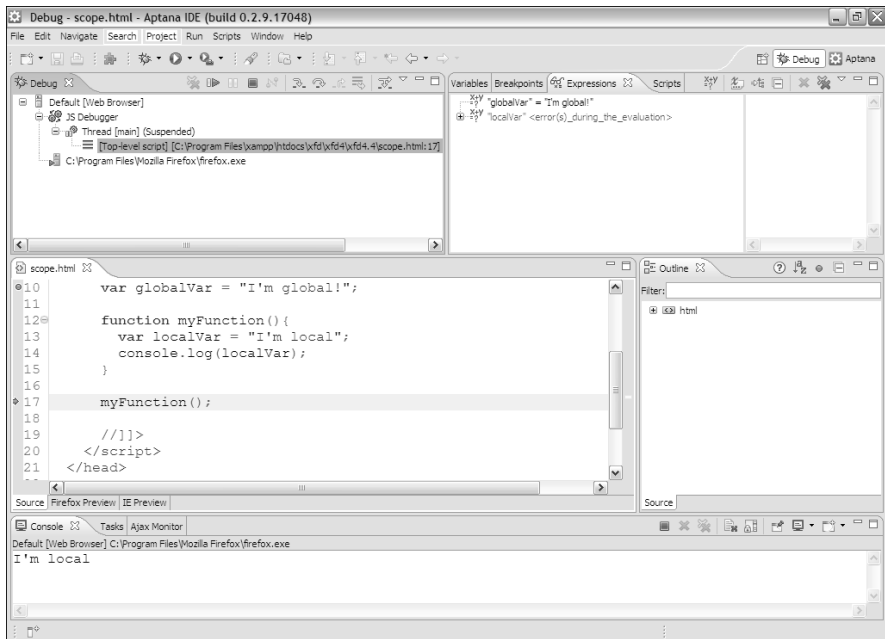 Debug - scope.html - Aptana IDE (build 0.2.9.17048)
File Edit Navigate Search Project Run Scripts Window Help
Debug Aptana
Debug
Default [Web Browser]
JS Debugger
Thread [main] (Suspended)
[Top-level script] [C:\Program Files\xampp\htdocs\xfd\xfd4\xfd4.4\scope.html:17]
C:\Program Files\Mozilla Firefox\firefox.exe
Variables Breakpoints Expressions Scripts
"globalVar" = "I'm global!"
"localVar" <error(s)_during_the_evaluation>
scope.html
10 var globalVar = "I'm global!";
11
12 function myFunction(){
13 var localVar = "I'm local";
14 console.log(localVar);
15 }
16
17 myFunction();
18
19 //]]>
20 </script>
21 </head>
Source Firefox Preview IE Preview
Outline
Filter:
html
Source
Console Tasks Ajax Monitor
Default [Web Browser] C:\Program Files\Mozilla Firefox\firefox.exe
I'm local